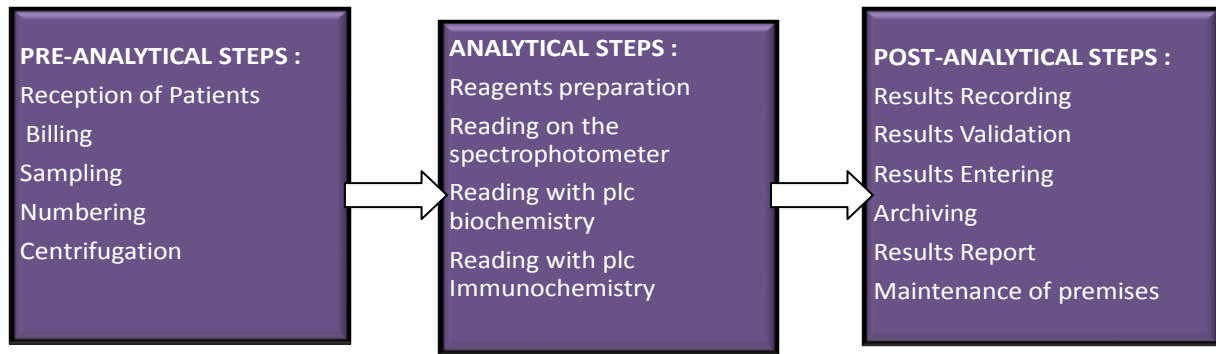 PRE-ANALYTICAL STEPS :
Reception of Patients
Billing
Sampling
Numbering
Centrifugation
ANALYTICAL STEPS :
Reagents preparation
Reading on the
spectrophotometer
Reading with plc
biochemistry
Reading with plc
Immunochemistry
POST-ANALYTICAL STEPS :
Results Recording
Results Validation
Results Entering
Archiving
Results Report
Maintenance of premises